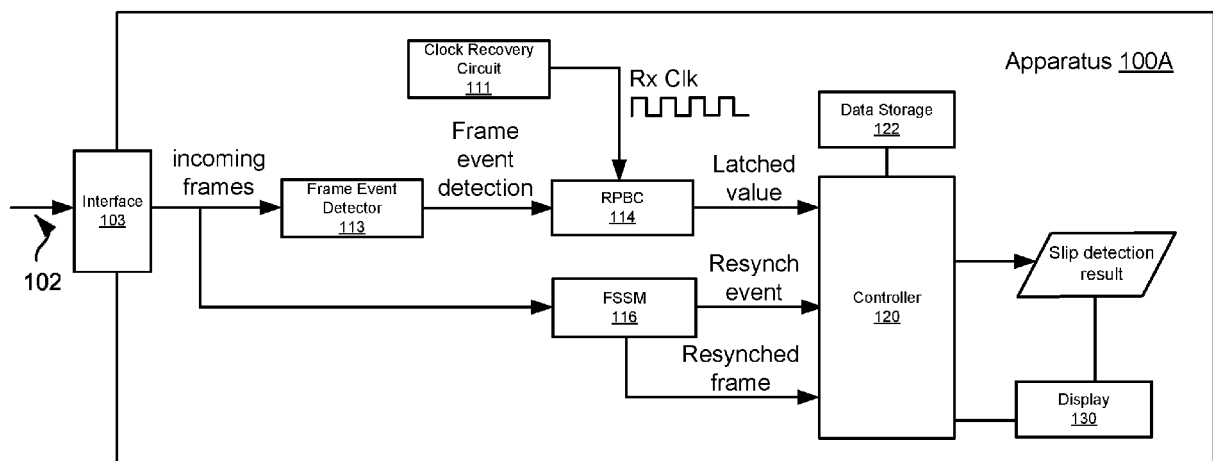 Apparatus 100A
Clock Recovery
Circuit
111
Rx Clk
Data Storage
122
Interface
103
102
incoming
frames
Frame Event
Detector
113
Frame
event
detection
RPBC
114
Latched
value
FSSM
116
Resynch
event
Resynched
frame
Controller
120
Slip detection
result
Display
130